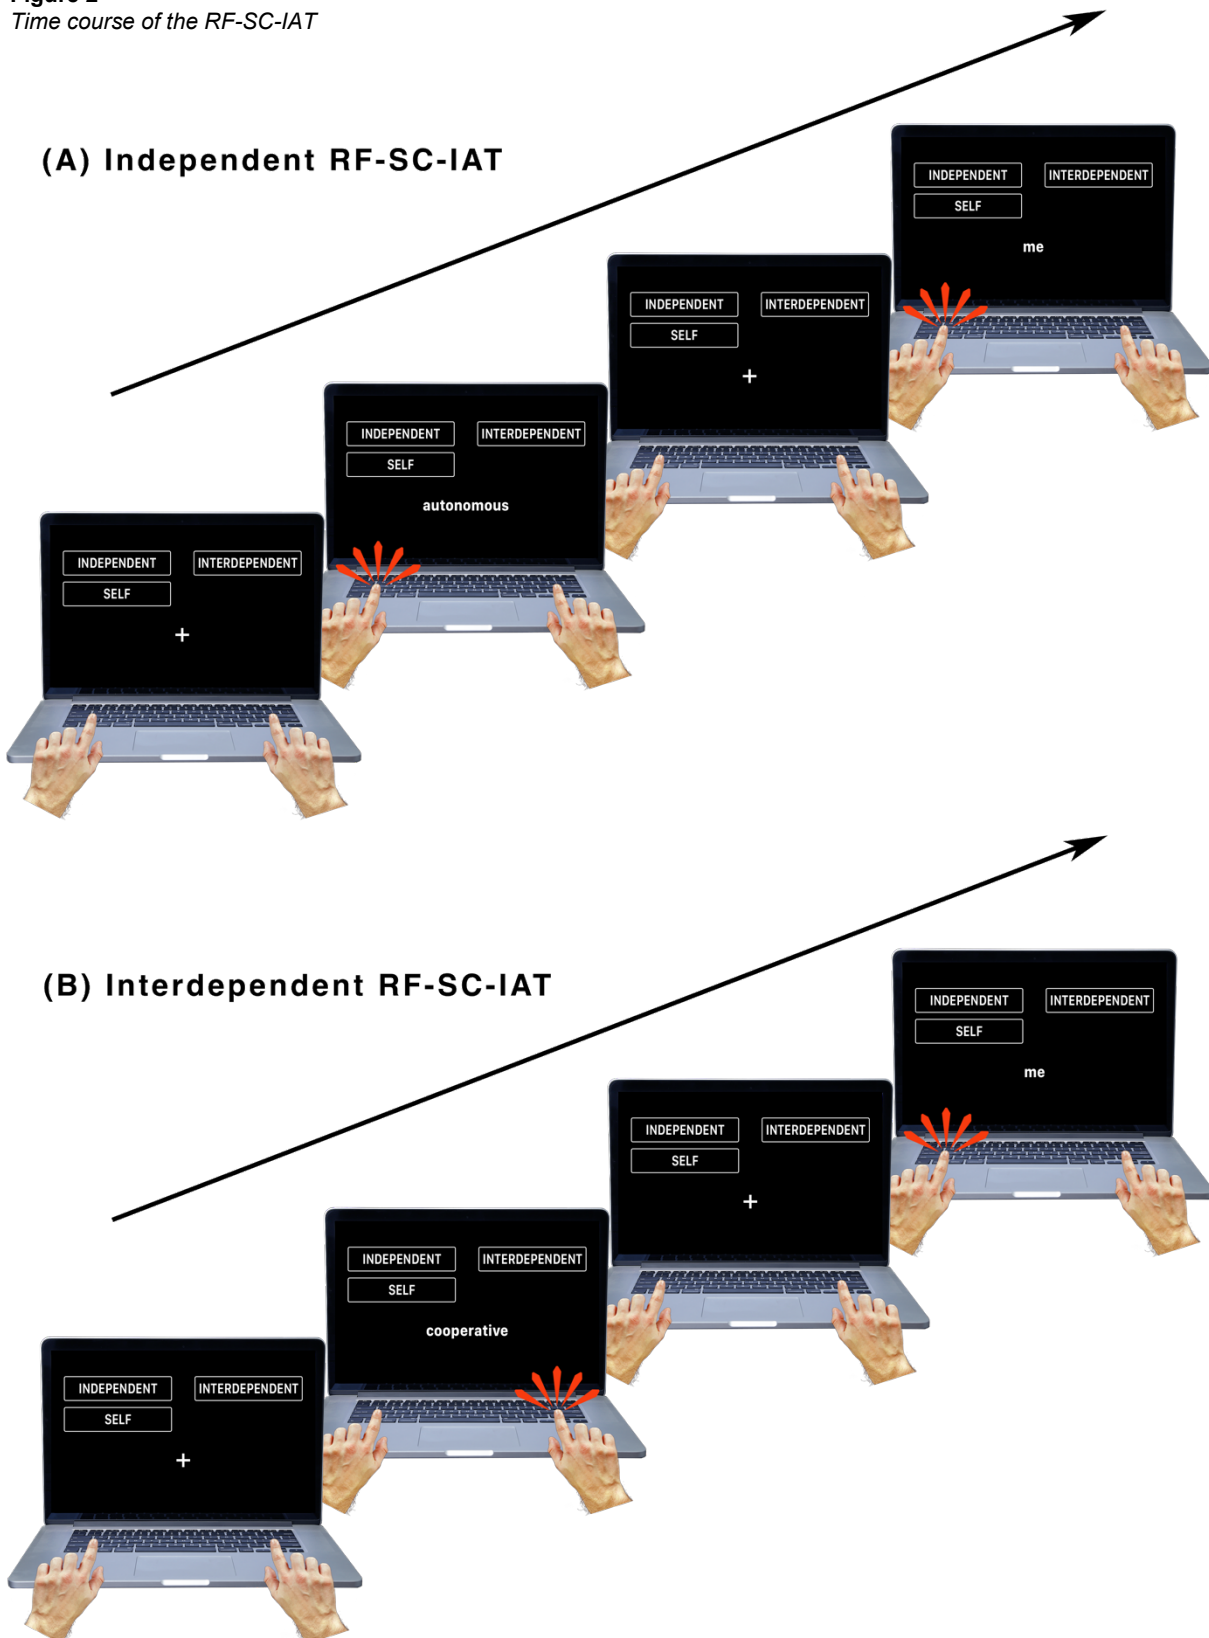 Figure 2
Time course of the RF-SC-IAT
(A) Independent RF-SC-IAT
INDEPENDENT INTERDEPENDENT
SELF
me
INDEPENDENT INTERDEPENDENT
SELF
+
INDEPENDENT INTERDEPENDENT
SELF
autonomous
INDEPENDENT INTERDEPENDENT
SELF
+
(B) Interdependent RF-SC-IAT
INDEPENDENT INTERDEPENDENT
SELF
me
INDEPENDENT INTERDEPENDENT
SELF
+
INDEPENDENT INTERDEPENDENT
SELF
cooperative
INDEPENDENT INTERDEPENDENT
SELF
+